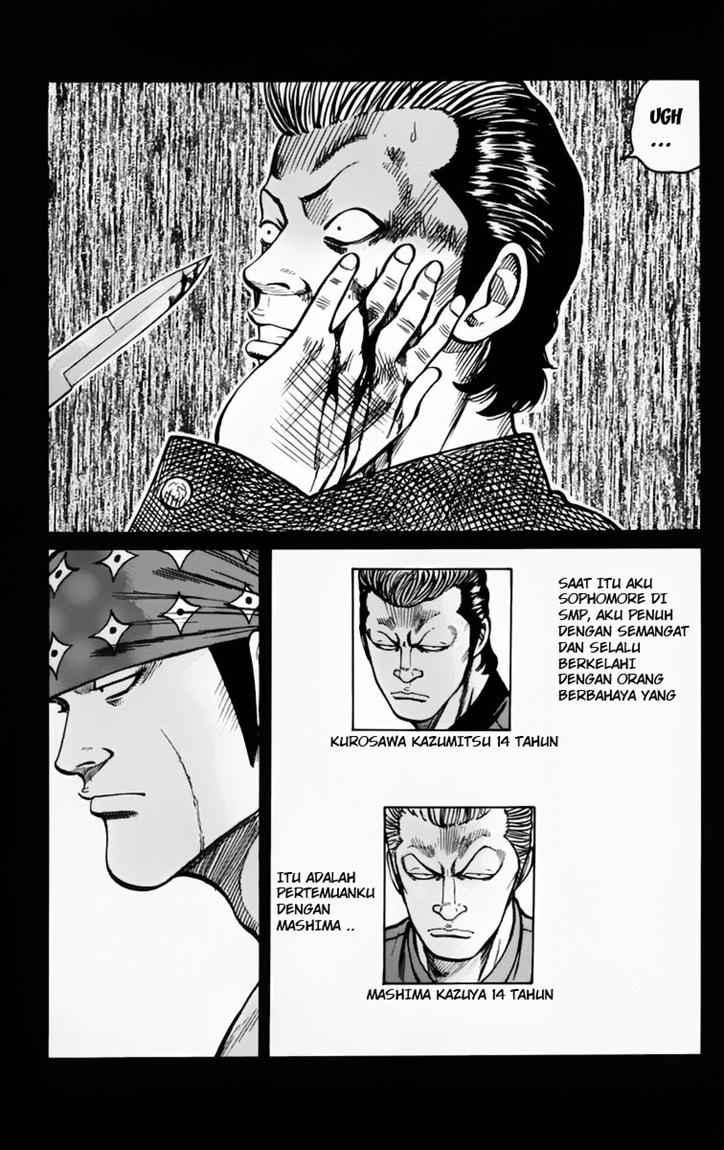 UGH
...
SAAT ITU AKU
SOPHOMORE DI
SMP, AKU PENUH
DENGAN SEMANGAT
DAN SELALU
BERKELAHI
DENGAN ORANG
BERBAHAYA YANG
KUROSAWA KAZUMITSU 14 TAHUN
ITU ADALAH
PERTEMUANKU
DENGAN
MASHIMA ..
MASHIMA KAZUYA 14 TAHUN